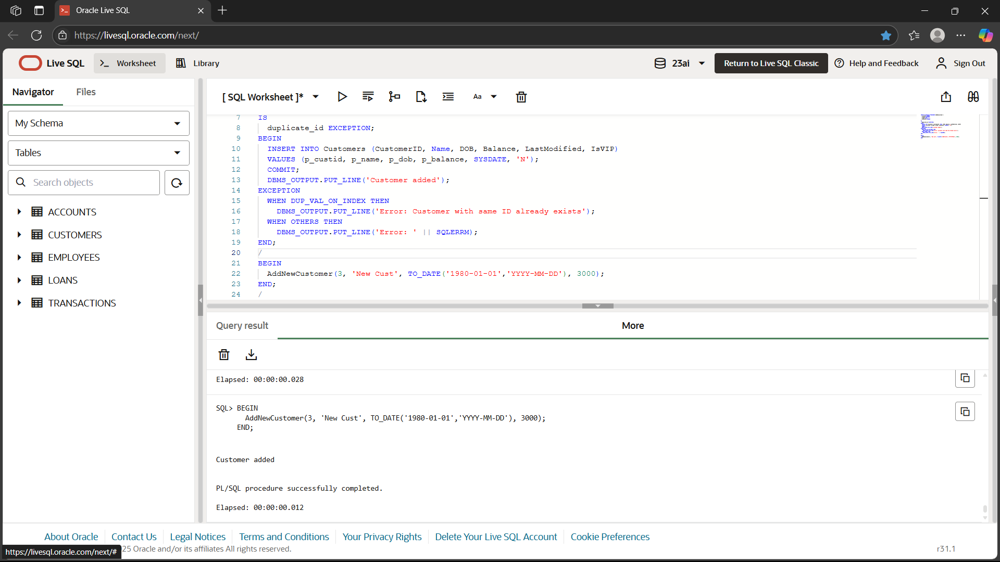 Oracle Live SQL
https://livesql.oracle.com/next/
Live SQL
Worksheet
Library
23ai
Return to Live SQL Classic
Help and Feedback
Sign Out
Navigator
Files
My Schema
Tables
Search objects
ACCOUNTS
CUSTOMERS
EMPLOYEES
LOANS
TRANSACTIONS
[ SQL Worksheet ]*
Aa
7 IS
8 duplicate_id EXCEPTION;
9 BEGIN
10 INSERT INTO Customers (CustomerID, Name, DOB, Balance, LastModified, IsVIP)
11 VALUES (p_custid, p_name, p_dob, p_balance, SYSDATE, 'N');
12 COMMIT;
13 DBMS_OUTPUT.PUT_LINE('Customer added');
14 EXCEPTION
15 WHEN DUP_VAL_ON_INDEX THEN
16 DBMS_OUTPUT.PUT_LINE('Error: Customer with same ID already exists');
17 WHEN OTHERS THEN
18 DBMS_OUTPUT.PUT_LINE('Error: ' || SQLERRM);
19 END;
20 /
21 BEGIN
22 AddNewCustomer(3, 'New Cust', TO_DATE('1980-01-01','YYYY-MM-DD'), 3000);
23 END;
24 /
Query result
More
Elapsed: 00:00:00.028
SQL> BEGIN
AddNewCustomer(3, 'New Cust', TO_DATE('1980-01-01','YYYY-MM-DD'), 3000);
END;
Customer added
PL/SQL procedure successfully completed.
Elapsed: 00:00:00.012
About Oracle
Contact Us
Legal Notices
Terms and Conditions
Your Privacy Rights
Delete Your Live SQL Account
Cookie Preferences
https://livesql.oracle.com/next/#
25 Oracle and/or its affiliates All rights reserved.
r31.1